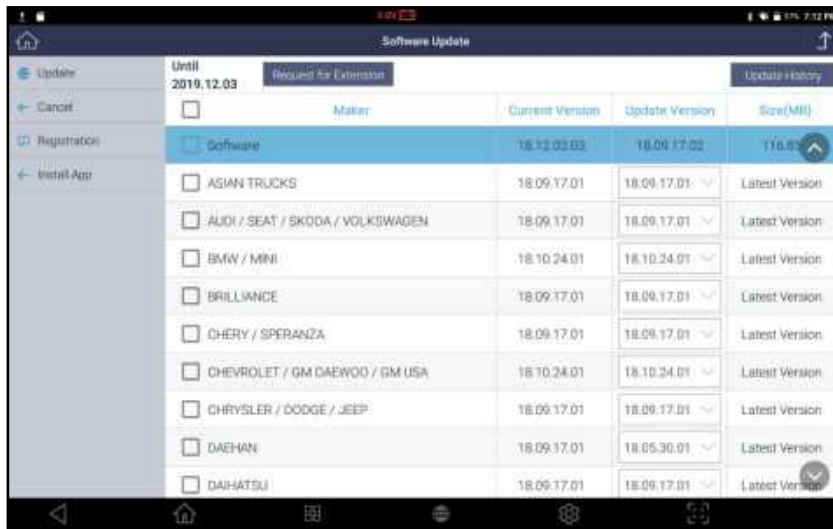 7:12 PM
Software Update
Update
Cancel
Registration
Install App
Until
2019.12.03
Request for Extension
Update History
Maker Current Version Update Version Size(MB)
Software 18.12.03.03 18.09.17.02
ASIAN TRUCKS 18.09.17.01 18.09.17.01 Latest Version
AUDI / SEAT / SKODA / VOLKSWAGEN 18.09.17.01 18.09.17.01 Latest Version
BMW / MINI 18.10.24.01 18.10.24.01 Latest Version
BRILLIANCE 18.09.17.01 18.09.17.01 Latest Version
CHERY / SPERANZA 18.09.17.01 18.09.17.01 Latest Version
CHEVROLET / GM DAEWOO / GM USA 18.10.24.01 18.10.24.01 Latest Version
CHRYSLER / DODGE / JEEP 18.09.17.01 18.09.17.01 Latest Version
DAEHAN 18.09.17.01 18.05.30.01 Latest Version
DAIHATSU 18.09.17.01 18.09.17.01 Latest Version